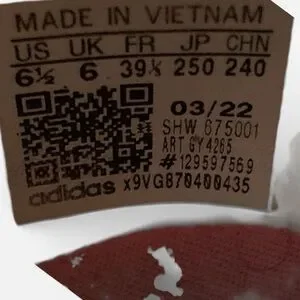 MADE IN VIETNAM
US UK FR JP CHN
6½ 6 39⅓ 250 240
03/22
SHW 675001
ART GY4265
#129597569
adidas x9VG870400435